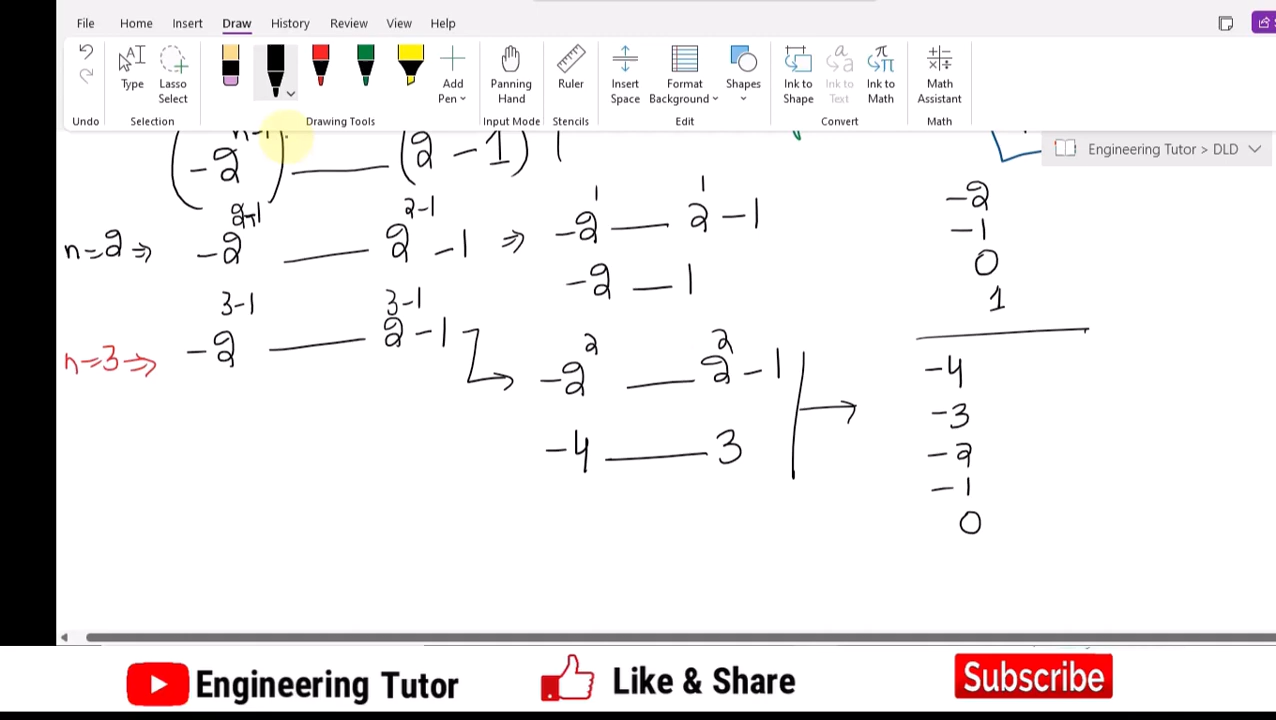 File Home Insert Draw History Review View Help
Undo Type Lasso Select Selection Drawing Tools Add Pen Panning Hand Input Mode Ruler Stencils Insert Space Format Background Shapes Edit Ink to Shape Ink to Text Ink to Math Convert Math Assistant Math
Engineering Tutor > DLD
(-2^(n-1)) — (2 - 1)
n=2 ⇒ -2^(2-1) — 2^(2-1) - 1 ⇒ -2^1 — 2^1 - 1
-2 — 1
n=3 ⇒ -2^(3-1) — 2^(3-1) - 1
-2^2 — 2^2 - 1
-4 — 3 →
-2
-1
0
1
-4
-3
-2
-1
0
Engineering Tutor Like & Share Subscribe